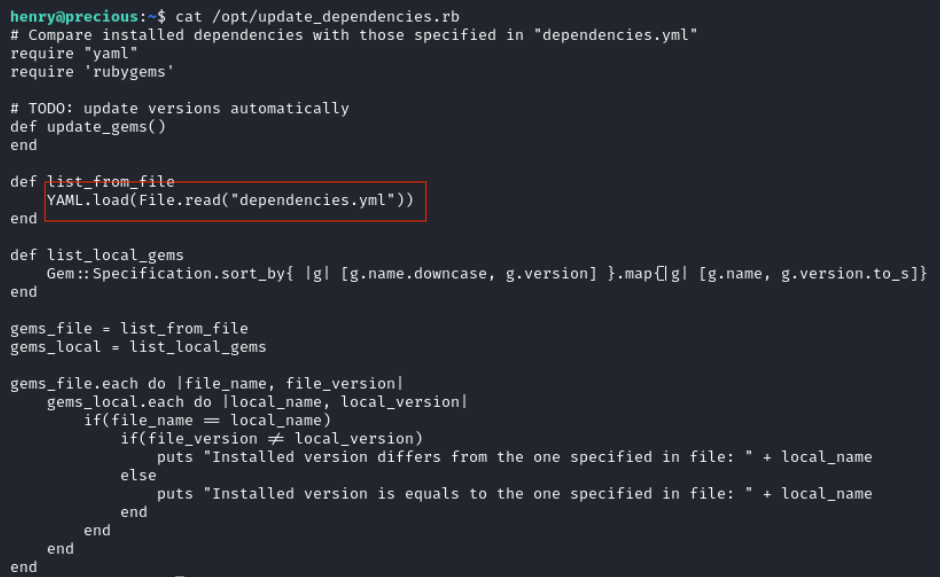 henry@precious:~$ cat /opt/update_dependencies.rb
# Compare installed dependencies with those specified in "dependencies.yml"
require "yaml"
require 'rubygems'
# TODO: update versions automatically
def update_gems()
end
def list_from_file
    YAML.load(File.read("dependencies.yml"))
end
def list_local_gems
    Gem::Specification.sort_by{ |g| [g.name.downcase, g.version] }.map{|g| [g.name, g.version.to_s]}
end
gems_file = list_from_file
gems_local = list_local_gems
gems_file.each do |file_name, file_version|
    gems_local.each do |local_name, local_version|
        if(file_name == local_name)
            if(file_version != local_version)
                puts "Installed version differs from the one specified in file: " + local_name
            else
                puts "Installed version is equals to the one specified in file: " + local_name
            end
        end
    end
end